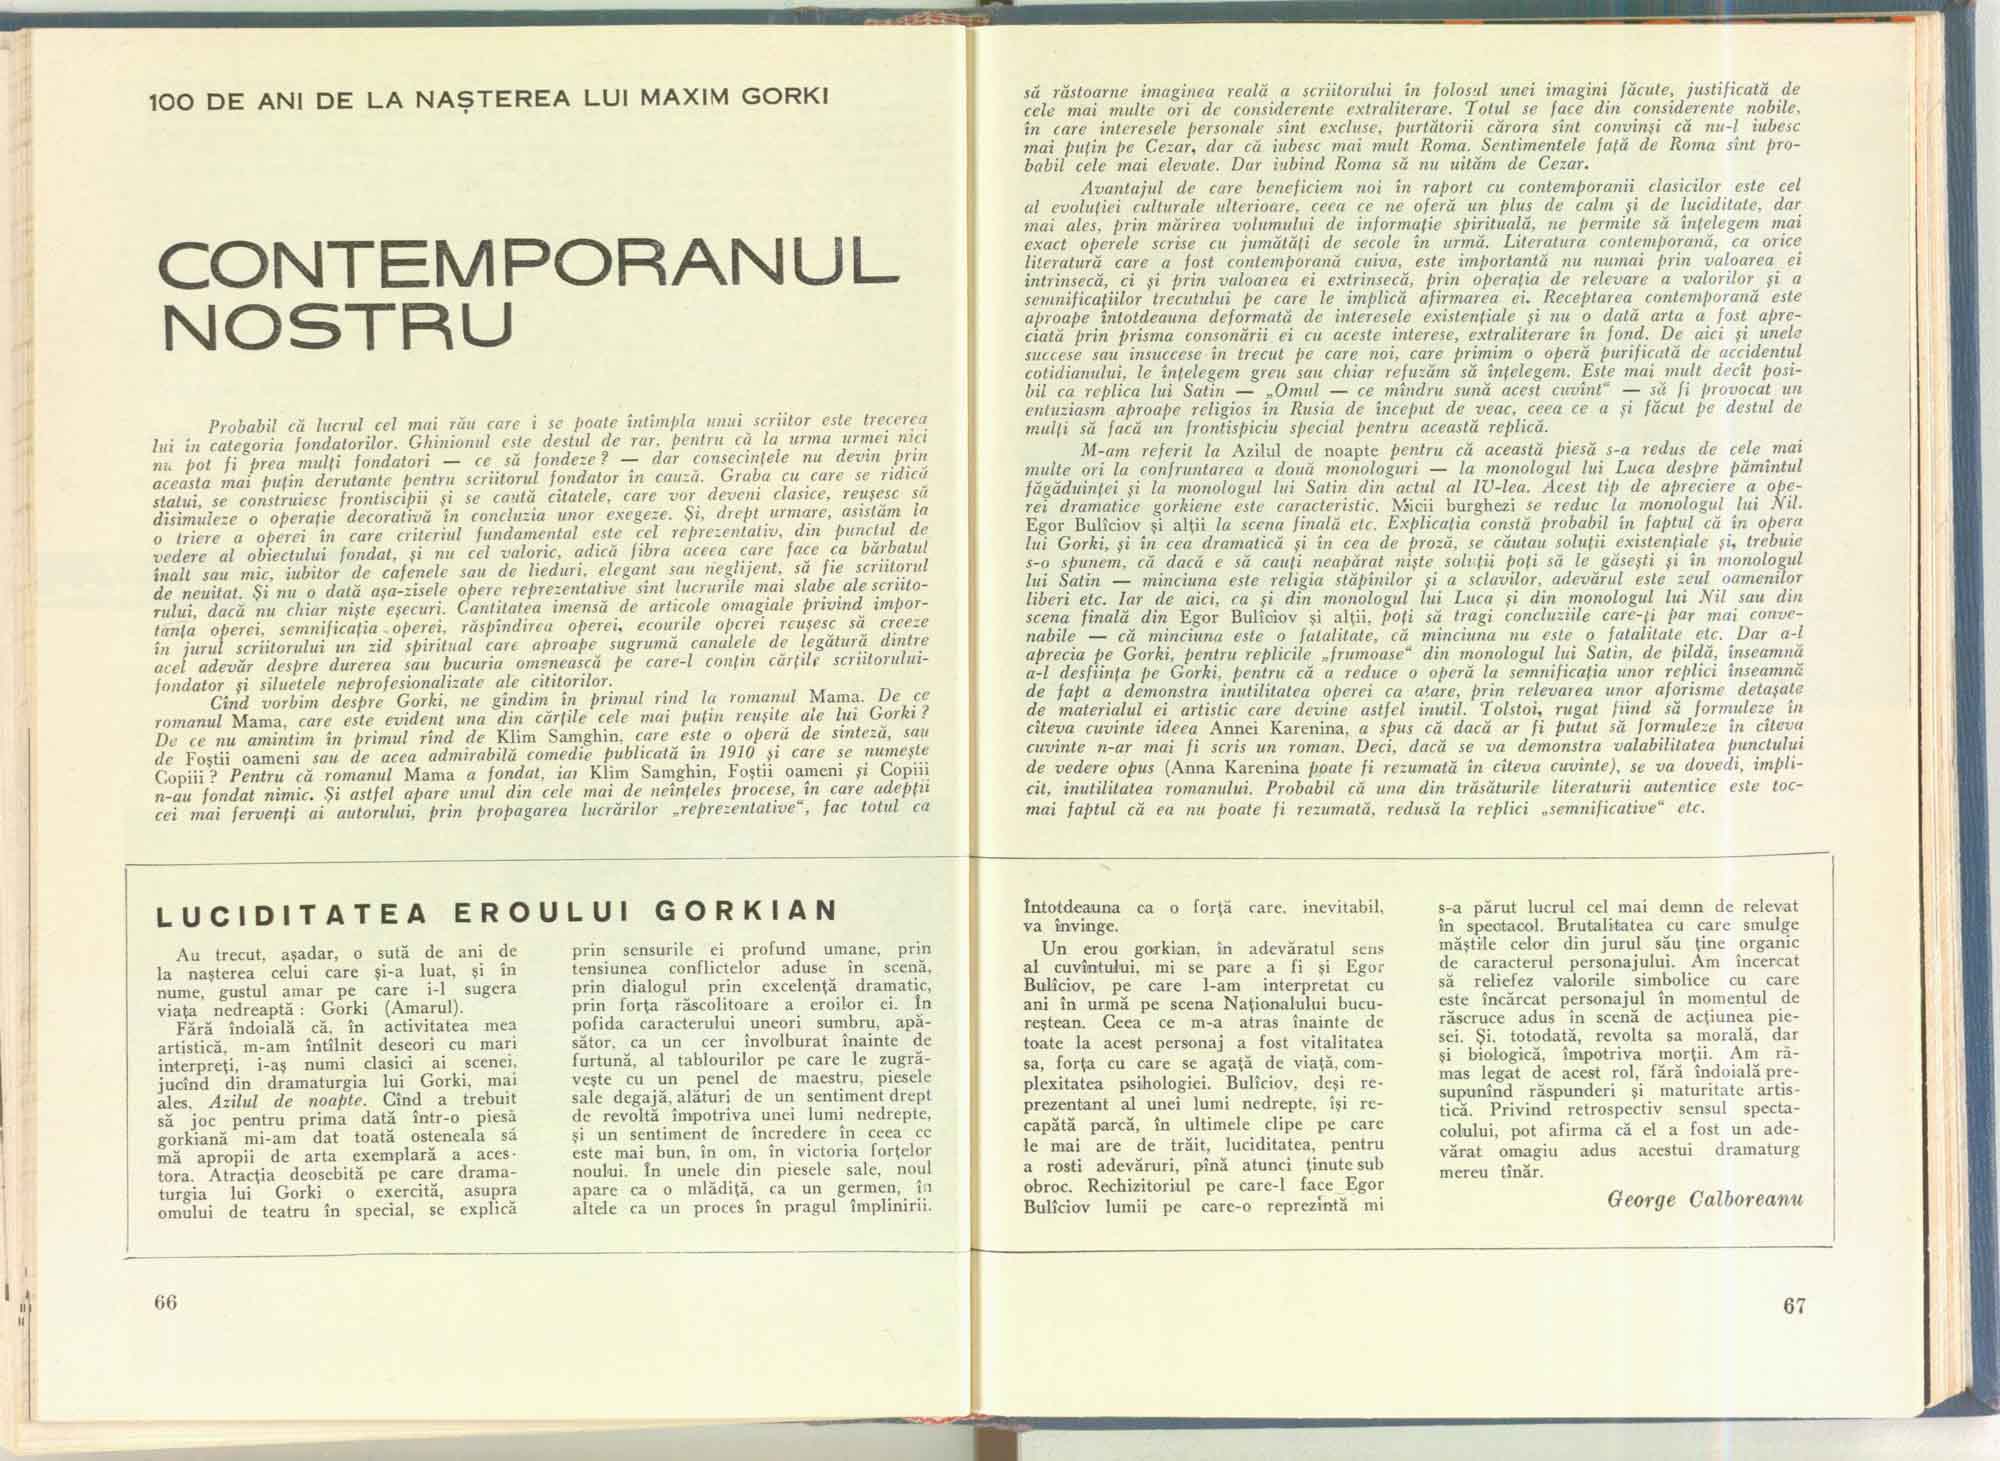 100 DE ANI DE LA NAȘTEREA LUI MAXIM GORKI
CONTEMPORANUL
NOSTRU
Probabil că lucrul cel mai rău care i se poate întîmpla unui scriitor este trecerea
lui în categoria fondatorilor. Ghinionul este destul de rar, pentru că la urma urmei nici
nu pot fi prea mulți fondatori — ce să fondeze ? — dar consecințele nu devin prin
aceasta mai puțin derutante pentru scriitorul fondator în cauză. Graba cu care se ridică
statui, se construiesc frontiscipii și se caută citatele, care vor deveni clasice, reușesc să
disimuleze o operație decorativă în concluzia unor exegeze. Și, drept urmare, asistăm la
o triere a operei în care criteriul fundamental este cel reprezentativ, din punctul de
vedere al obiectului fondat, și nu cel valoric, adică fibra aceea care face ca bărbatul
înalt sau mic, iubitor de cafenele sau de lieduri, elegant sau neglijent, să fie scriitorul
de neuitat. Și nu o dată așa-zisele opere reprezentative sînt lucrurile mai slabe ale scriito-
rului, dacă nu chiar niște eșecuri. Cantitatea imensă de articole omagiale privind impor-
tanța operei, semnificația operei, răspîndirea operei, ecourile operei reușesc să creeze
în jurul scriitorului un zid spiritual care aproape sugrumă canalele de legătură dintre
acel adevăr despre durerea sau bucuria omenească pe care-l conțin cărțile scriitorului-
fondator și siluetele neprofesionalizate ale cititorilor.
Cînd vorbim despre Gorki, ne gîndim în primul rînd la romanul Mama. De ce
romanul Mama, care este evident una din cărțile cele mai puțin reușite ale lui Gorki ?
De ce nu amintim în primul rînd de Klim Samghin, care este o operă de sinteză, sau
de Foștii oameni sau de acea admirabilă comedie publicată în 1910 și care se numește
Copiii ? Pentru că romanul Mama a fondat, iar Klim Samghin, Foștii oameni și Copiii
n-au fondat nimic. Și astfel apare unul din cele mai de neînțeles procese, în care adepții
cei mai fervenți ai autorului, prin propagarea lucrărilor „reprezentative“, fac totul ca
să răstoarne imaginea reală a scriitorului în folosul unei imagini făcute, justificată de
cele mai multe ori de considerente extraliterare. Totul se face din considerente nobile,
în care interesele personale sînt excluse, purtătorii cărora sînt convinși că nu-l iubesc
mai puțin pe Cezar, dar că iubesc mai mult Roma. Sentimentele față de Roma sînt pro-
babil cele mai elevate. Dar iubind Roma să nu uităm de Cezar.
Avantajul de care beneficiem noi în raport cu contemporanii clasicilor este cel
al evoluției culturale ulterioare, ceea ce ne oferă un plus de calm și de luciditate, dar
mai ales, prin mărirea volumului de informație spirituală, ne permite să înțelegem mai
exact operele scrise cu jumătăți de secole în urmă. Literatura contemporană, ca orice
literatură care a fost contemporană cuiva, este importantă nu numai prin valoarea ei
intrinsecă, ci și prin valoarea ei extrinsecă, prin operația de relevare a valorilor și a
semnificațiilor trecutului pe care le implică afirmarea ei. Receptarea contemporană este
aproape întotdeauna deformată de interesele existențiale și nu o dată arta a fost apre-
ciată prin prisma consonării ei cu aceste interese, extraliterare în fond. De aici și unele
succese sau insuccese în trecut pe care noi, care primim o operă purificată de accidentul
cotidianului, le înțelegem greu sau chiar refuzăm să înțelegem. Este mai mult decît posi-
bil ca replica lui Satin — „Omul — ce mîndru sună acest cuvînt“ — să fi provocat un
entuziasm aproape religios în Rusia de început de veac, ceea ce a și făcut pe destul de
mulți să facă un frontispiciu special pentru această replică.
M-am referit la Azilul de noapte pentru că această piesă s-a redus de cele mai
multe ori la confruntarea a două monologuri — la monologul lui Luca despre pămîntul
făgăduinței și la monologul lui Satin din actul al IV-lea. Acest tip de apreciere a ope-
rei dramatice gorkiene este caracteristic. Micii burghezi se reduc la monologul lui Nil.
Egor Bulîciov și alții la scena finală etc. Explicația constă probabil în faptul că în opera
lui Gorki, și în cea dramatică și în cea de proză, se căutau soluții existențiale și, trebuie
s-o spunem, că dacă e să cauți neapărat niște soluții poți să le găsești și în monologul
lui Satin — minciuna este religia stăpînilor și a sclavilor, adevărul este zeul oamenilor
liberi etc. Iar de aici, ca și din monologul lui Luca și din monologul lui Nil sau din
scena finală din Egor Bulîciov și alții, poți să tragi concluziile care-ți par mai conve-
nabile — că minciuna este o fatalitate, că minciuna nu este o fatalitate etc. Dar a-l
aprecia pe Gorki, pentru replicile „frumoase“ din monologul lui Satin, de pildă, înseamnă
a-l desființa pe Gorki, pentru că a reduce o operă la semnificația unor replici înseamnă
de fapt a demonstra inutilitatea operei ca atare, prin relevarea unor aforisme detașate
de materialul ei artistic care devine astfel inutil. Tolstoi, rugat fiind să formuleze în
cîteva cuvinte ideea Annei Karenina, a spus că dacă ar fi putut să formuleze în cîteva
cuvinte n-ar mai fi scris un roman. Deci, dacă se va demonstra valabilitatea punctului
de vedere opus (Anna Karenina poate fi rezumată în cîteva cuvinte), se va dovedi, impli-
cit, inutilitatea romanului. Probabil că una din trăsăturile literaturii autentice este toc-
mai faptul că ea nu poate fi rezumată, redusă la replici „semnificative“ etc.
LUCIDITATEA EROULUI GORKIAN
Au trecut, așadar, o sută de ani de
la nașterea celui care și-a luat, și în
nume, gustul amar pe care i-l sugera
viața nedreaptă : Gorki (Amarul).
Fără îndoială că, în activitatea mea
artistică, m-am întîlnit deseori cu mari
interpreți, i-aș numi clasici ai scenei,
jucînd din dramaturgia lui Gorki, mai
ales, Azilul de noapte. Cînd a trebuit
să joc pentru prima dată într-o piesă
gorkiană mi-am dat toată osteneala să
mă apropii de arta exemplară a aces-
tora. Atracția deosebită pe care drama-
turgia lui Gorki o exercită, asupra
omului de teatru în special, se explică
prin sensurile ei profund umane, prin
tensiunea conflictelor aduse în scenă,
prin dialogul prin excelență dramatic,
prin forța răscolitoare a eroilor ei. În
pofida caracterului uneori sumbru, apă-
sător, ca un cer învolburat înainte de
furtună, al tablourilor pe care le zugră-
vește cu un penel de maestru, piesele
sale degajă, alături de un sentiment drept
de revoltă împotriva unei lumi nedrepte,
și un sentiment de încredere în ceea ce
este mai bun, în om, în victoria forțelor
noului. În unele din piesele sale, noul
apare ca o mlădiță, ca un germen, în
altele ca un proces în pragul împlinirii.
Întotdeauna ca o forță care, inevitabil,
va învinge.
Un erou gorkian, în adevăratul sens
al cuvîntului, mi se pare a fi și Egor
Bulîciov, pe care l-am interpretat cu
ani în urmă pe scena Naționalului bucu-
reștean. Ceea ce m-a atras înainte de
toate la acest personaj a fost vitalitatea
sa, forța cu care se agață de viață, com-
plexitatea psihologiei. Bulîciov, deși re-
prezentant al unei lumi nedrepte, își re-
capătă parcă, în ultimele clipe pe care
le mai are de trăit, luciditatea, pentru
a rosti adevăruri, pînă atunci ținute sub
obroc. Rechizitoriul pe care-l face Egor
Bulîciov lumii pe care-o reprezintă mi
s-a părut lucrul cel mai demn de relevat
în spectacol. Brutalitatea cu care smulge
măștile celor din jurul său ține organic
de caracterul personajului. Am încercat
să reliefez valorile simbolice cu care
este încărcat personajul în momentul de
răscruce adus în scenă de acțiunea pie-
sei. Și, totodată, revolta sa morală, dar
și biologică, împotriva morții. Am ră-
mas legat de acest rol, fără îndoială pre-
supunînd răspunderi și maturitate artis-
tică. Privind retrospectiv sensul specta-
colului, pot afirma că el a fost un ade-
vărat omagiu adus acestui dramaturg
mereu tînăr.
George Calboreanu
66
67